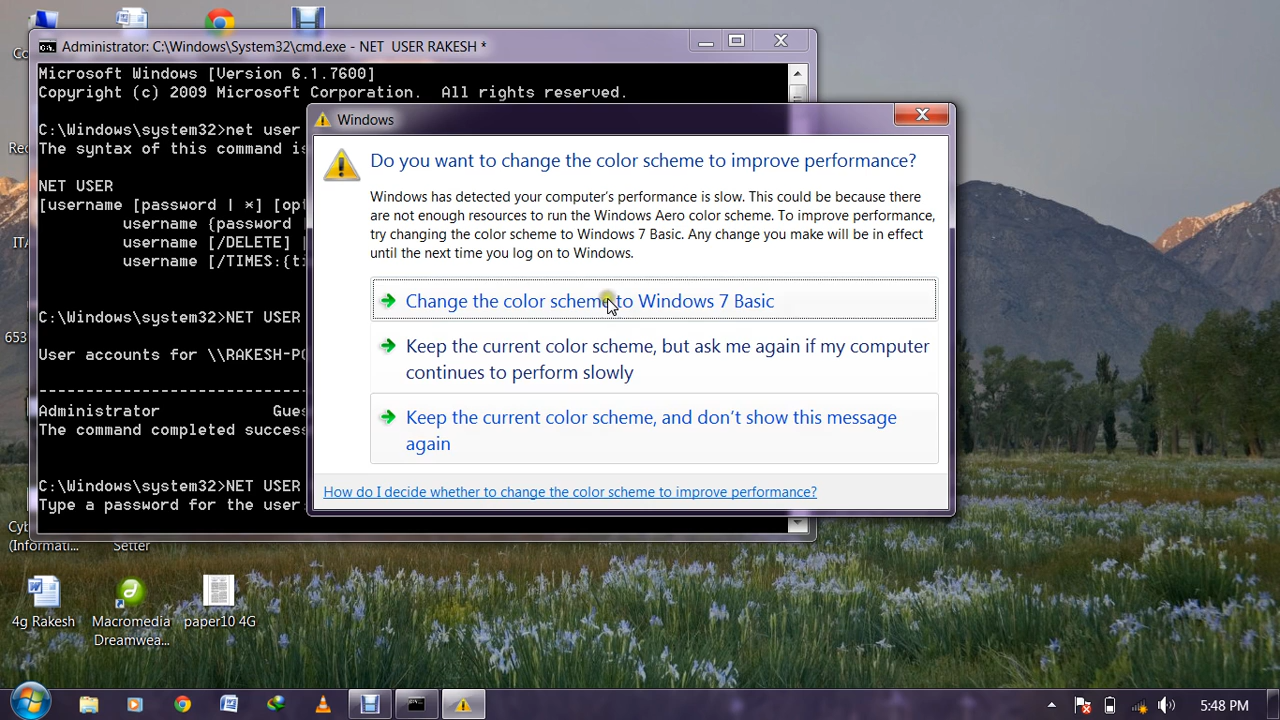 Administrator: C:\Windows\System32\cmd.exe - NET  USER RAKESH *
Microsoft Windows [Version 6.1.7600]
Copyright (c) 2009 Microsoft Corporation.  All rights reserved.
C:\Windows\system32>net user
The syntax of this command
NET USER
[username [password | *]
username {password
username [/DELETE]
username [/TIMES:
C:\Windows\system32>NET USER
User accounts for \\RAKESH-PC
Administrator
The command completed
C:\Windows\system32>NET USER
Type a password for the user
Windows
Do you want to change the color scheme to improve performance?
Windows has detected your computer's performance is slow. This could be because there
are not enough resources to run the Windows Aero color scheme. To improve performance,
try changing the color scheme to Windows 7 Basic. Any change you make will be in effect
until the next time you log on to Windows.
Change the color scheme to Windows 7 Basic
Keep the current color scheme, but ask me again if my computer
continues to perform slowly
Keep the current color scheme, and don't show this message
again
How do I decide whether to change the color scheme to improve performance?
(Informati...
Setter
4g Rakesh
Macromedia
Dreamwea...
paper10 4G
5:48 PM